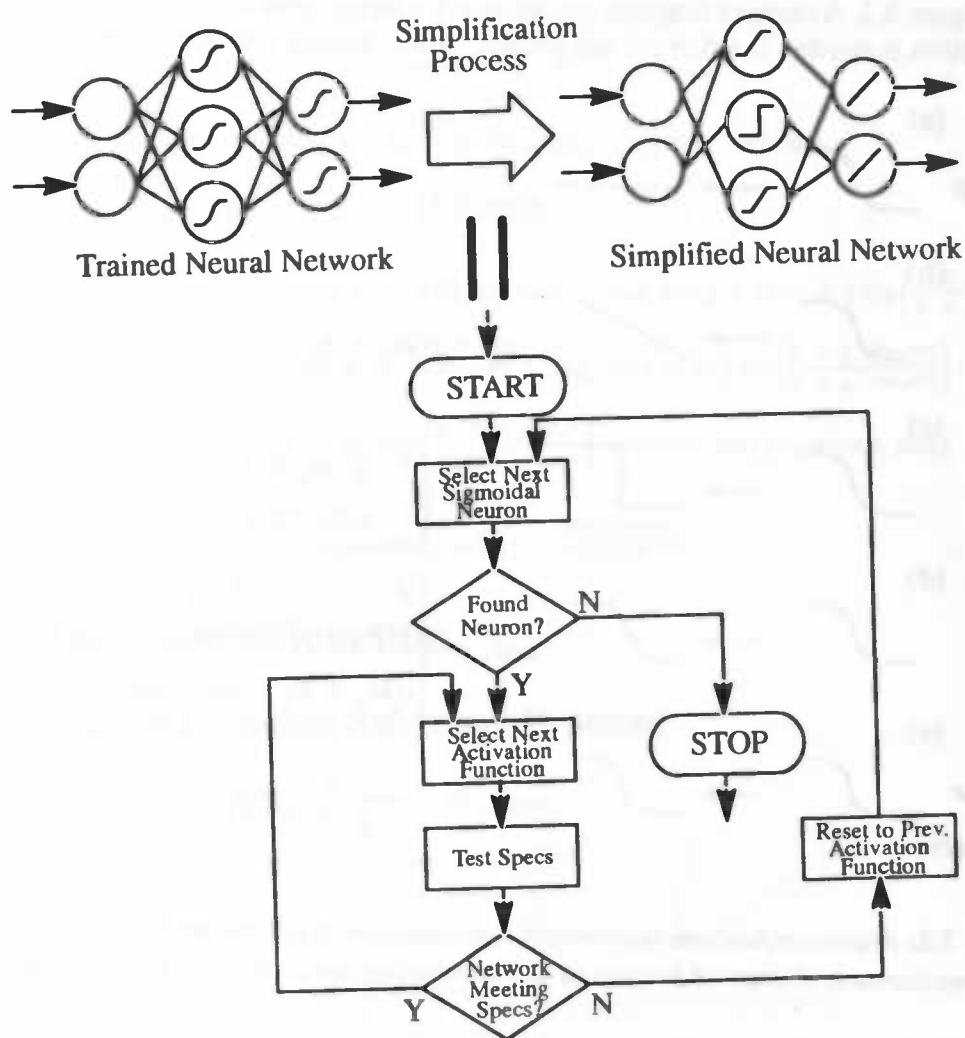 Simplification
Process
Trained Neural Network
Simplified Neural Network
START
Select Next
Sigmoidal
Neuron
Found
Neuron?
N
Y
Select Next
Activation
Function
STOP
Test Specs
Reset to Prev.
Activation
Function
Network
Meeting
Specs?
Y
N